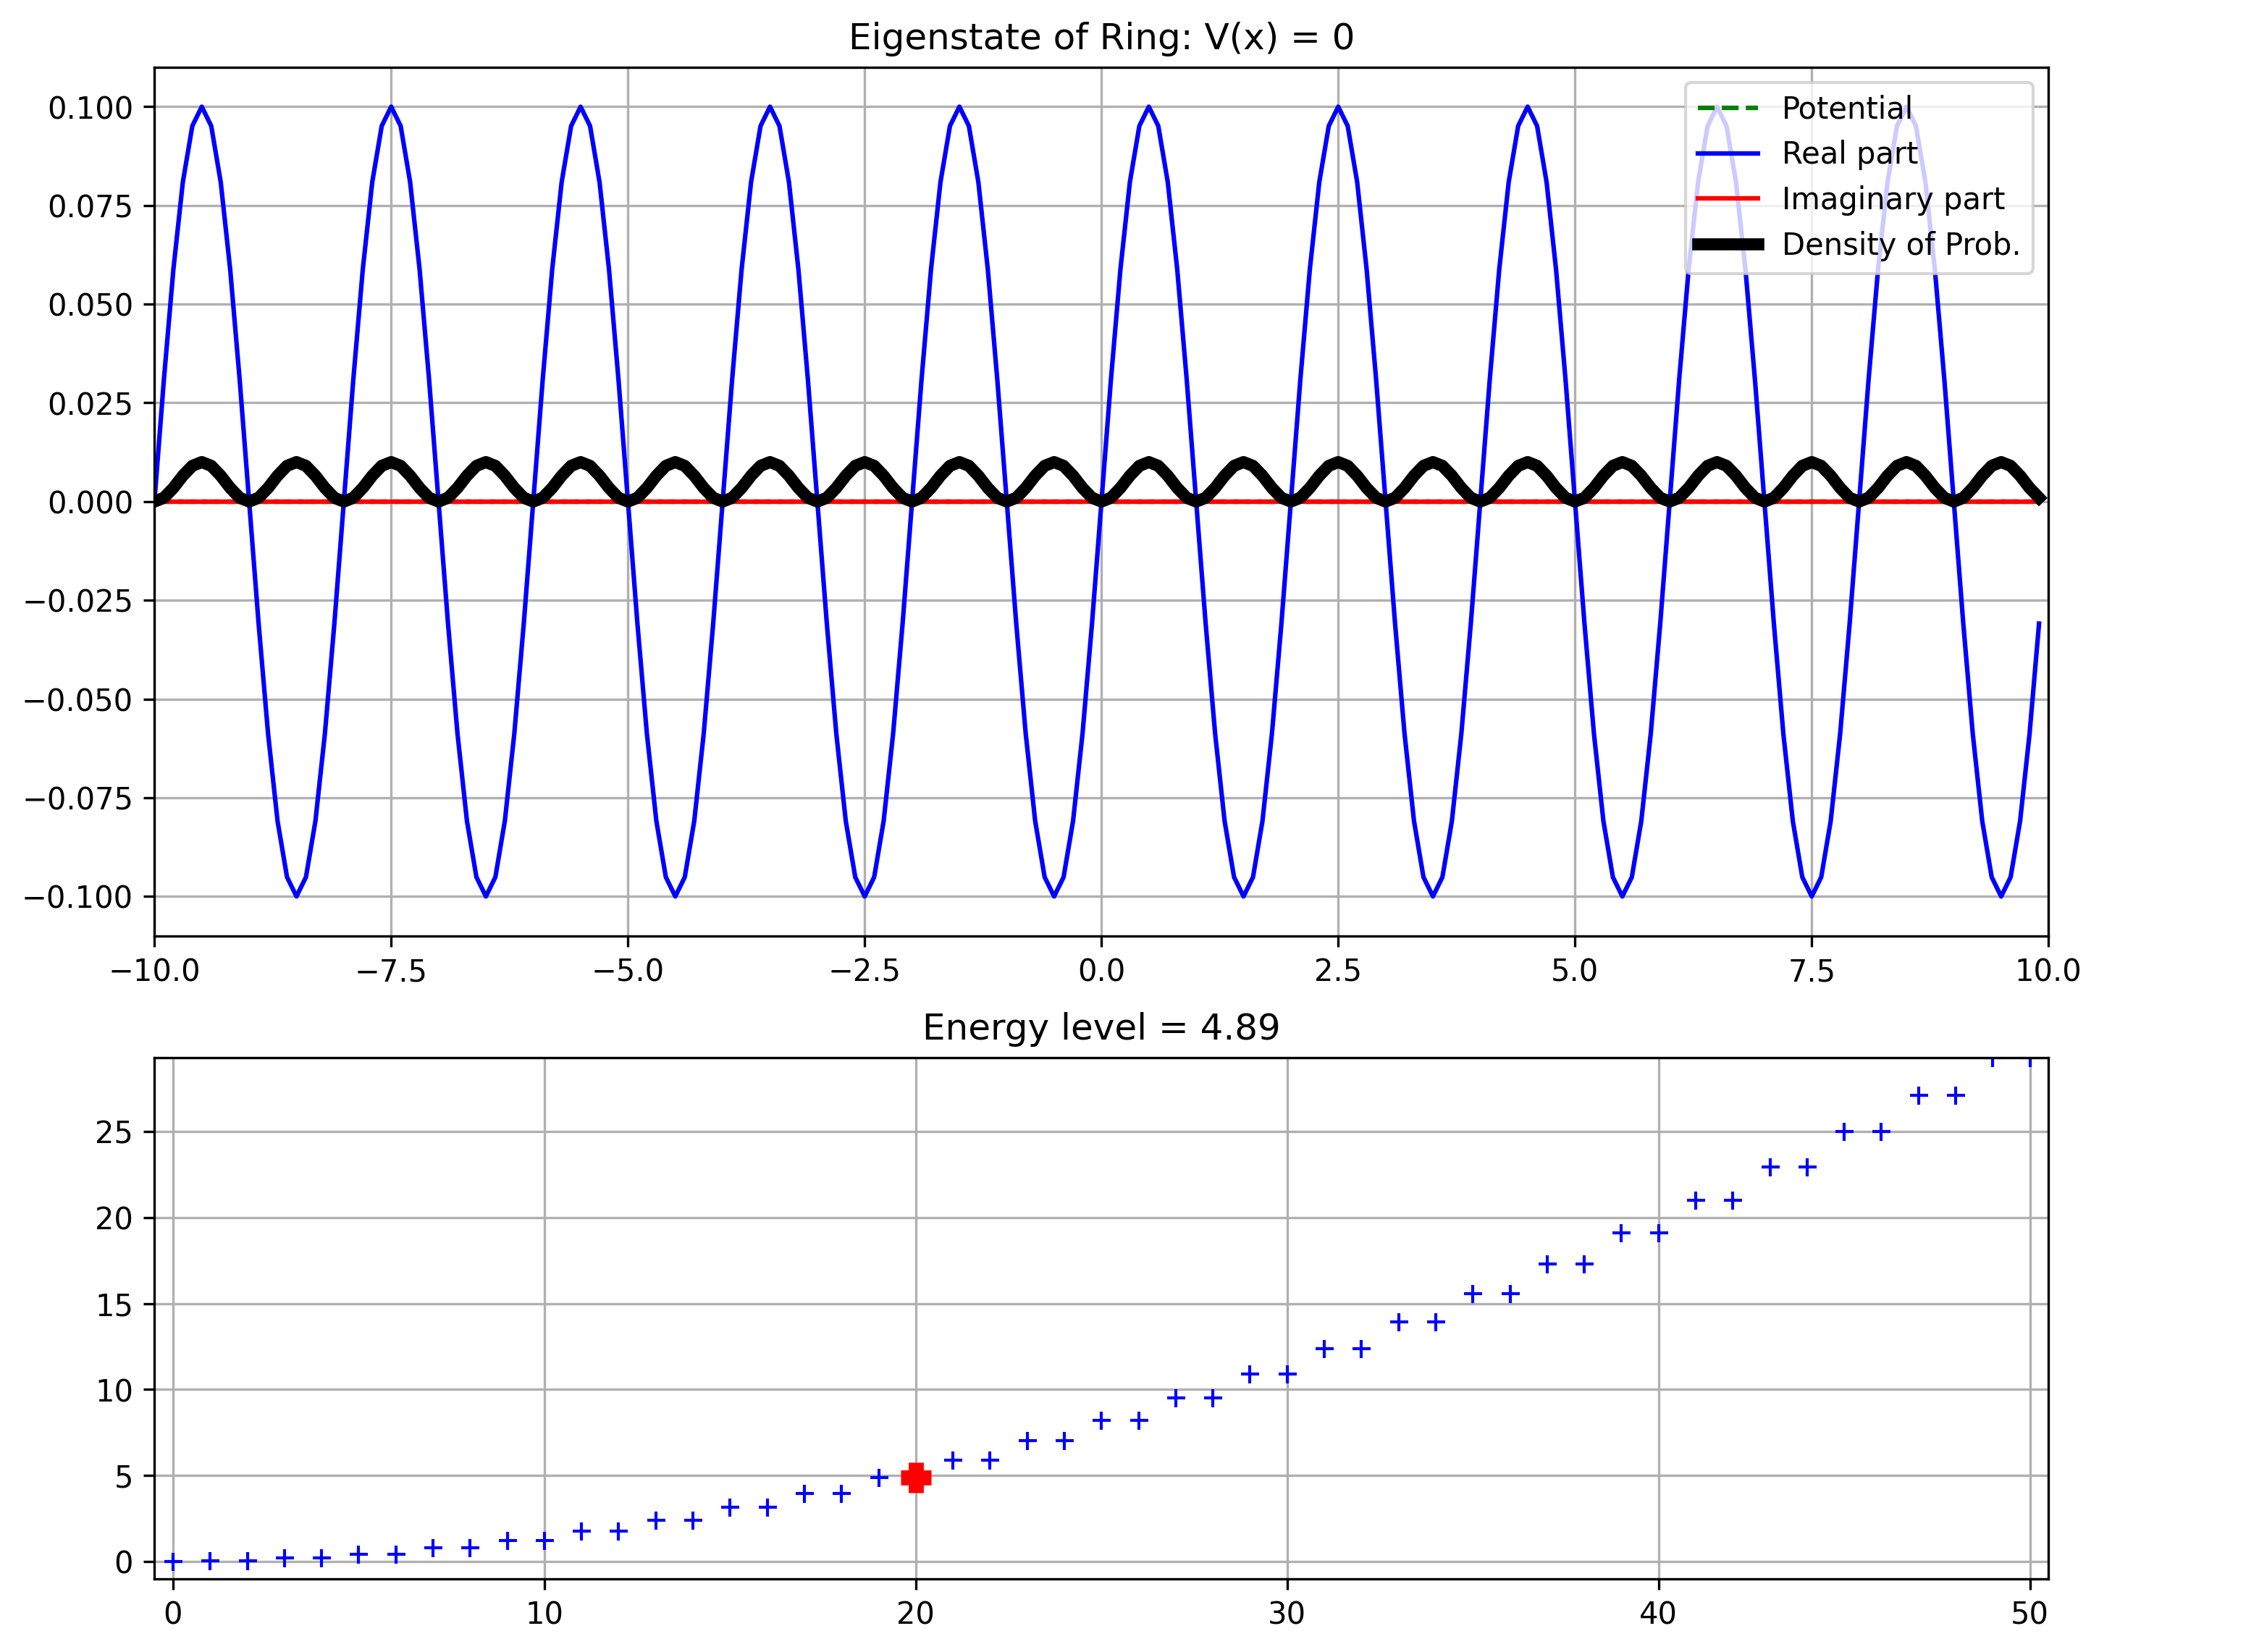 Eigenstate of Ring: V(x) = 0
0.100
0.075
0.050
0.025
0.000
−0.025
−0.050
−0.075
−0.100
Potential
Real part
Imaginary part
Density of Prob.
−10.0 −7.5 −5.0 −2.5 0.0 2.5 5.0 7.5 10.0
Energy level = 4.89
25
20
15
10
5
0
0 10 20 30 40 50